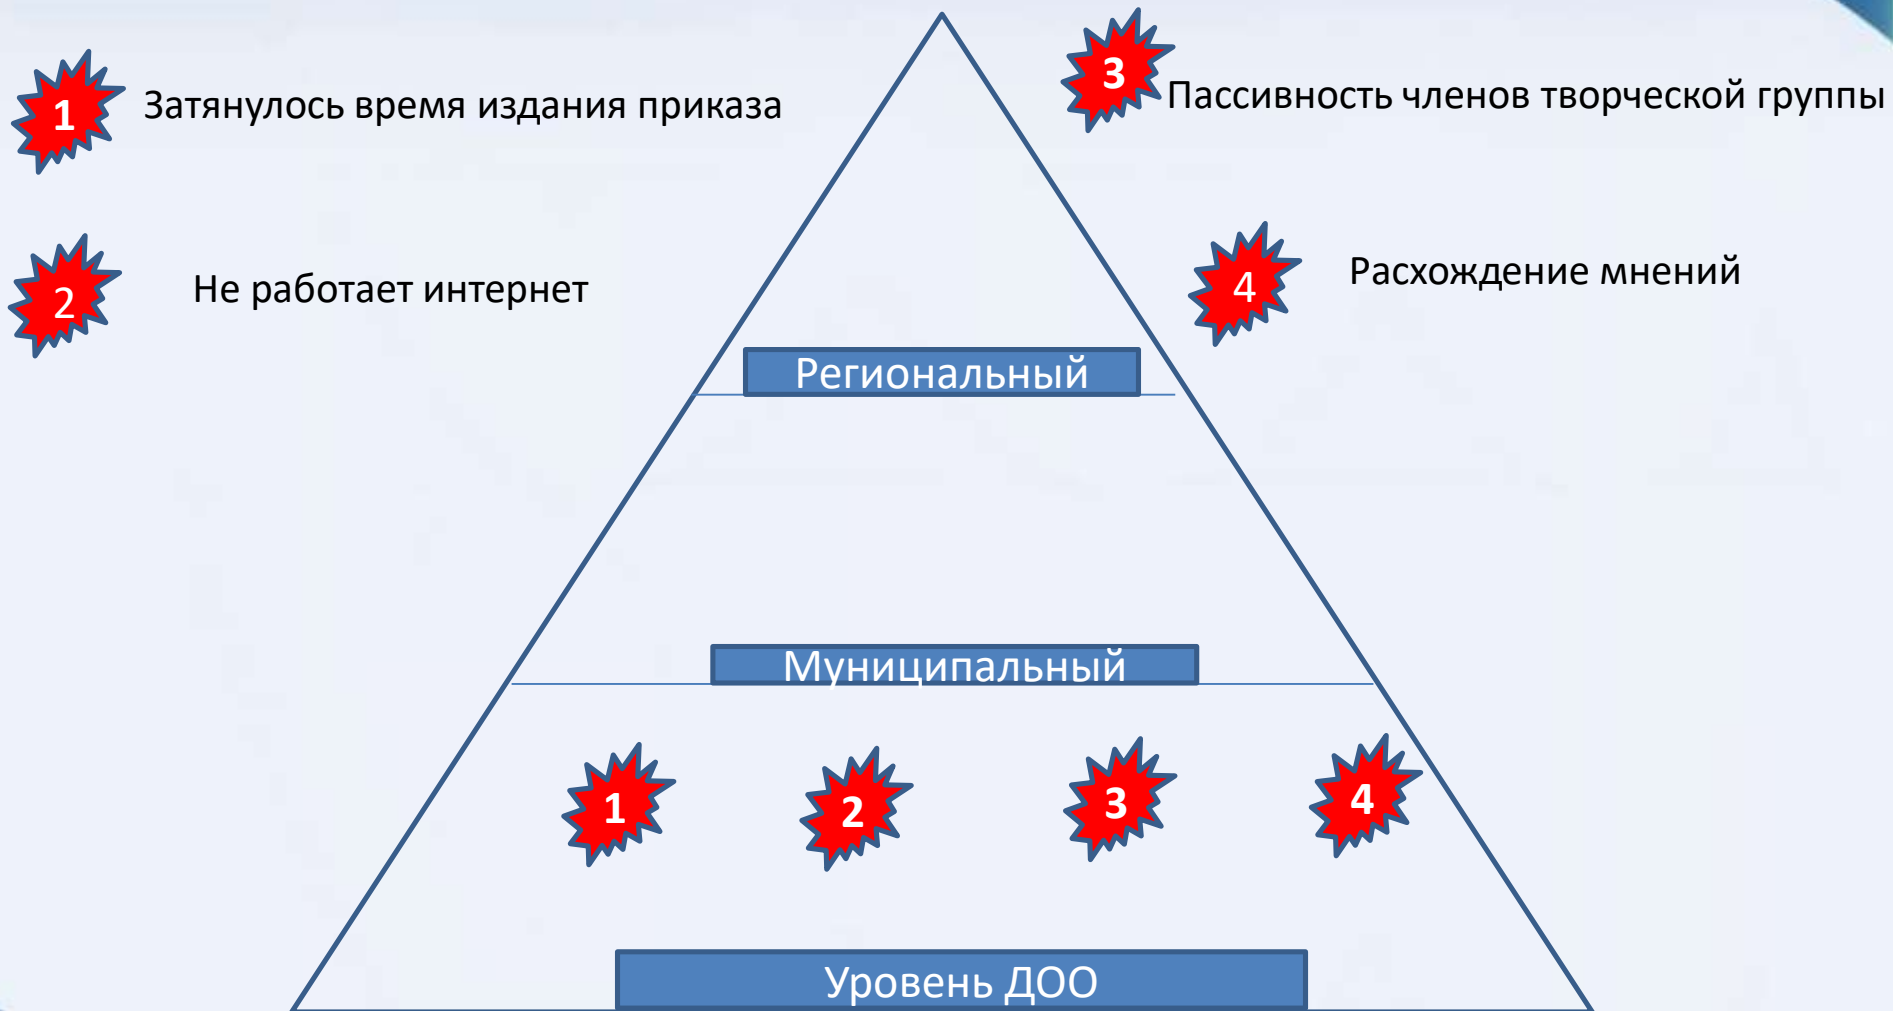 1 Затянулось время издания приказа
3 Пассивность членов творческой группы
2 Не работает интернет
4 Расхождение мнений
Региональный
Муниципальный
1 2 3 4
Уровень ДОО